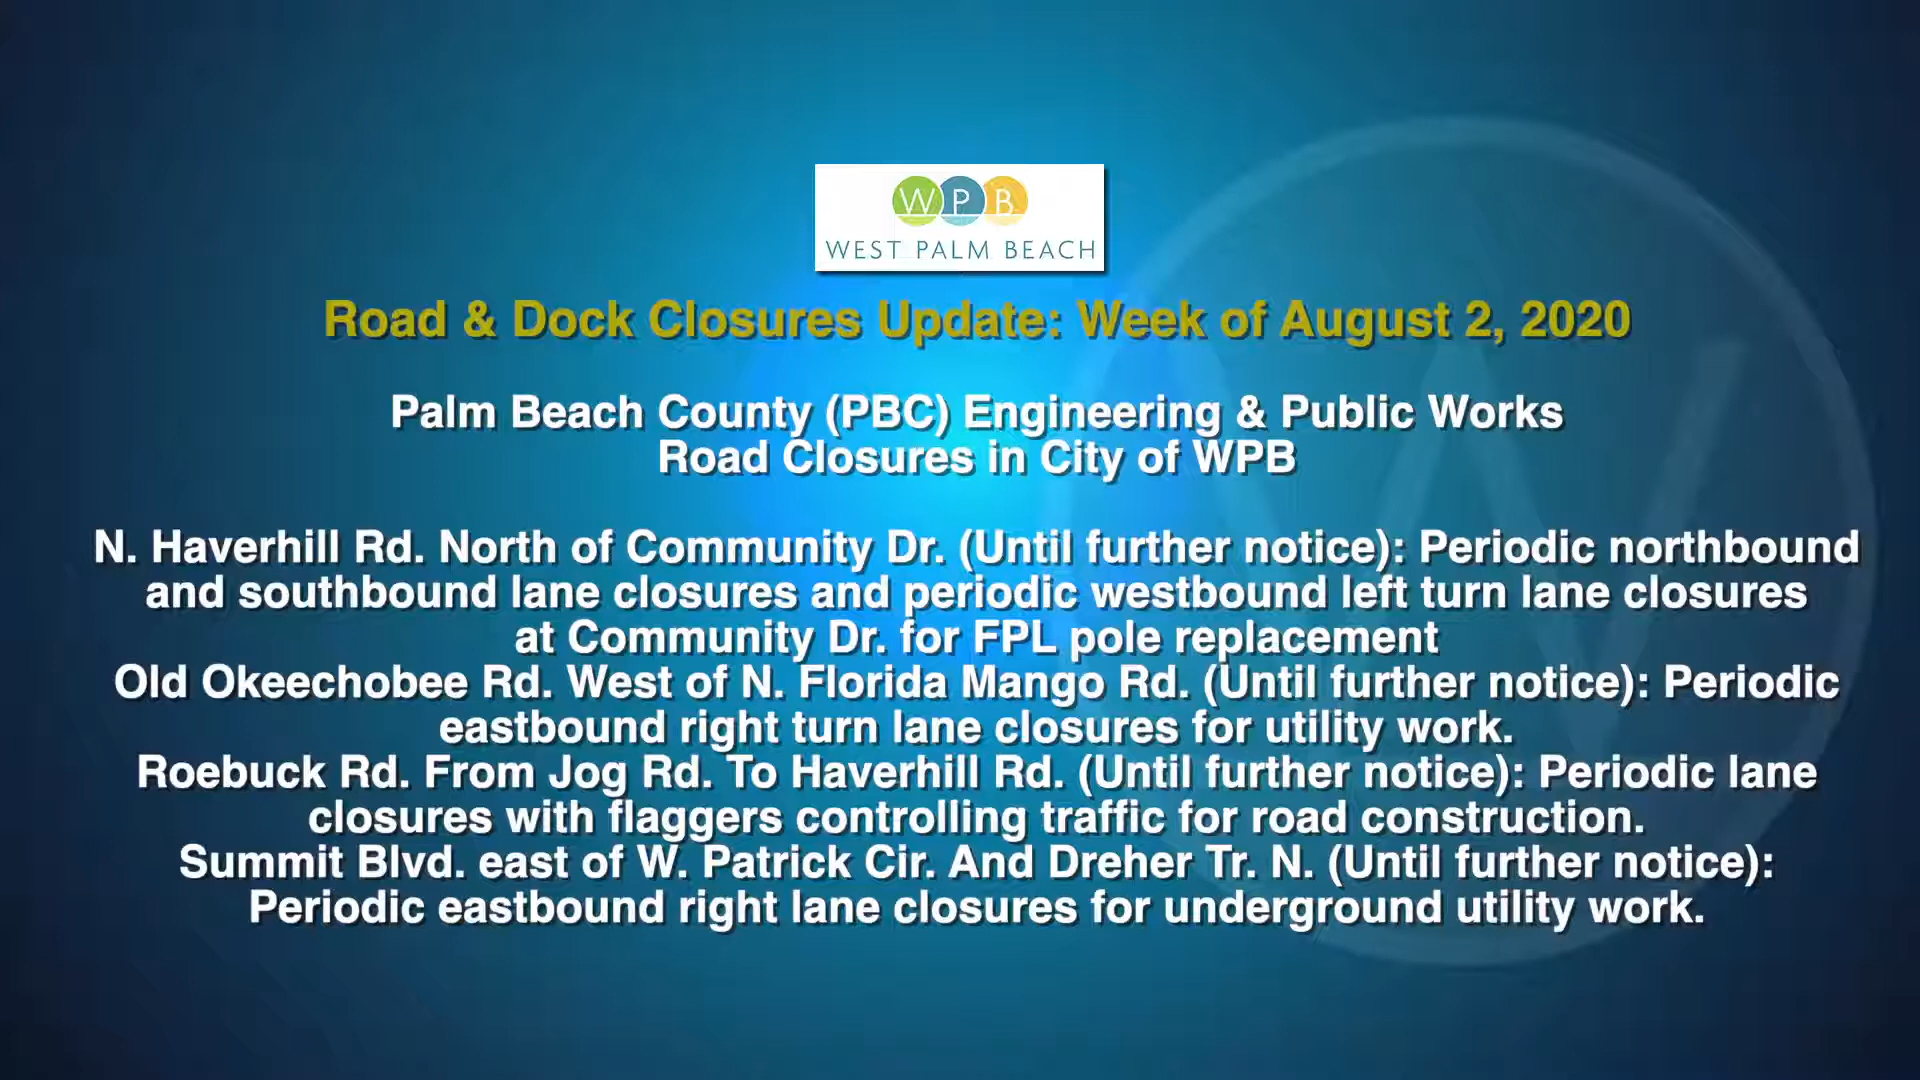 WPB
WEST PALM BEACH
Road & Dock Closures Update: Week of August 2, 2020
Palm Beach County (PBC) Engineering & Public Works
Road Closures in City of WPB
N. Haverhill Rd. North of Community Dr. (Until further notice): Periodic northbound
and southbound lane closures and periodic westbound left turn lane closures
at Community Dr. for FPL pole replacement
Old Okeechobee Rd. West of N. Florida Mango Rd. (Until further notice): Periodic
eastbound right turn lane closures for utility work.
Roebuck Rd. From Jog Rd. To Haverhill Rd. (Until further notice): Periodic lane
closures with flaggers controlling traffic for road construction.
Summit Blvd. east of W. Patrick Cir. And Dreher Tr. N. (Until further notice):
Periodic eastbound right lane closures for underground utility work.